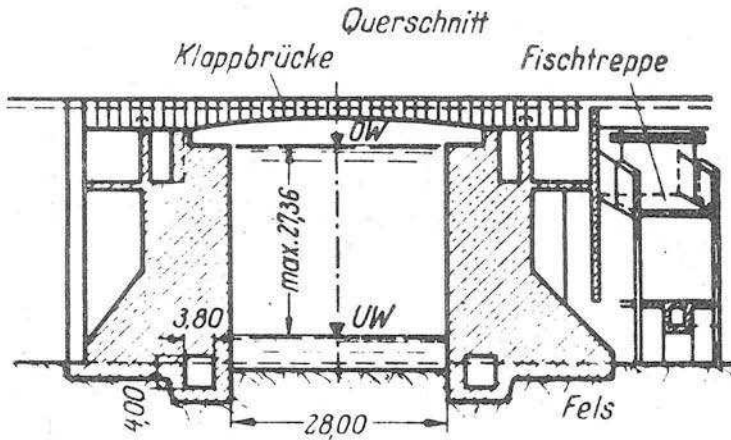 Querschnitt
Klappbrücke
Fischtreppe
OW
max. 27,36
3,80
UW
4,00
28,00
Fels